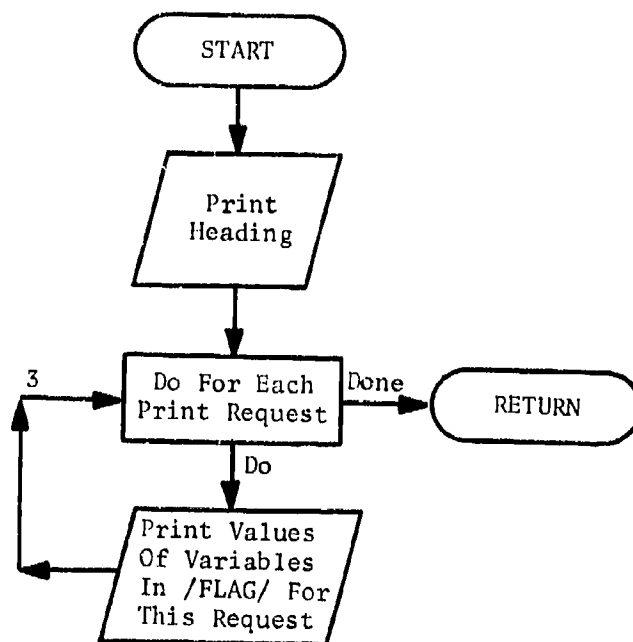 START
Print
Heading
3
Do For Each
Print Request
Done
RETURN
Do
Print Values
Of Variables
In /FLAG/ For
This Request